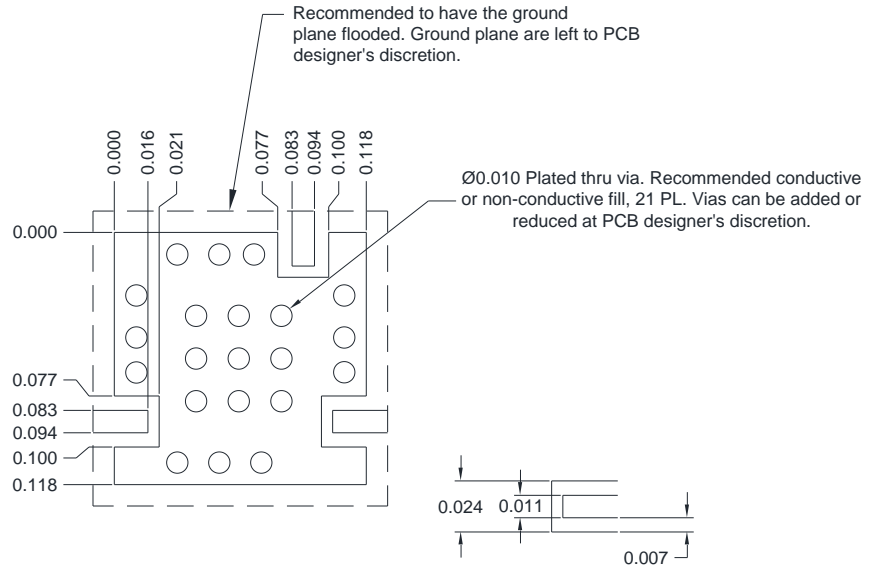 Recommended to have the ground
plane flooded. Ground plane are left to PCB
designer's discretion.
0.000
0.016
0.021
0.077
0.083
0.094
0.100
0.118
Ø0.010 Plated thru via. Recommended conductive
or non-conductive fill, 21 PL. Vias can be added or
reduced at PCB designer's discretion.
0.000
0.077
0.083
0.094
0.100
0.118
0.024
0.011
0.007